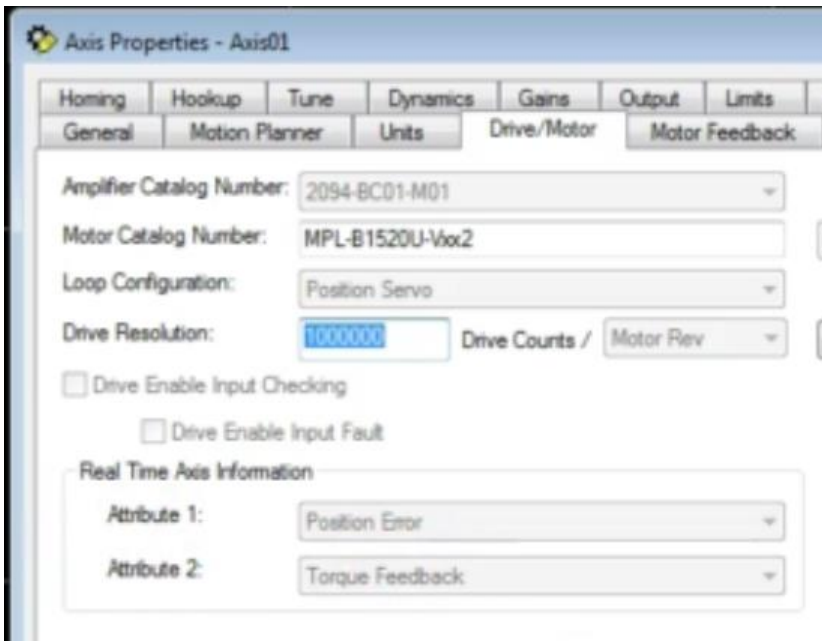 Axis Properties - Axis01
Homing Hookup Tune Dynamics Gains Output Limits
General Motion Planner Units Drive/Motor Motor Feedback
Amplifier Catalog Number: 2094-BC01-M01
Motor Catalog Number: MPL-B1520U-Vxx2
Loop Configuration: Position Servo
Drive Resolution: 1000000 Drive Counts / Motor Rev
Drive Enable Input Checking
Drive Enable Input Fault
Real Time Axis Information
Attribute 1: Position Error
Attribute 2: Torque Feedback